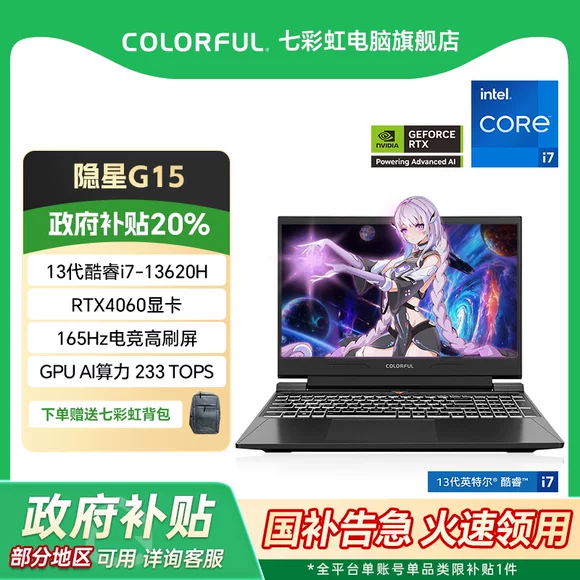 COLORFUL® 七彩虹电脑旗舰店
intel.
CORE™
i7
NVIDIA
GEFORCE RTX
Powering Advanced AI
隐星G15
政府补贴20%
13代酷睿i7-13620H
RTX4060显卡
165Hz电竞高刷屏
GPU AI算力 233 TOPS
下单赠送七彩虹背包
COLORFUL
13代英特尔® 酷睿™ i7
政府补贴
部分地区 可用 详询客服
国补告急 火速领用
*全平台单账号单品类限补贴1件